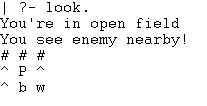 | ?- look.
You're in open field
You see enemy nearby!
# # #
^ P ^
^ b w